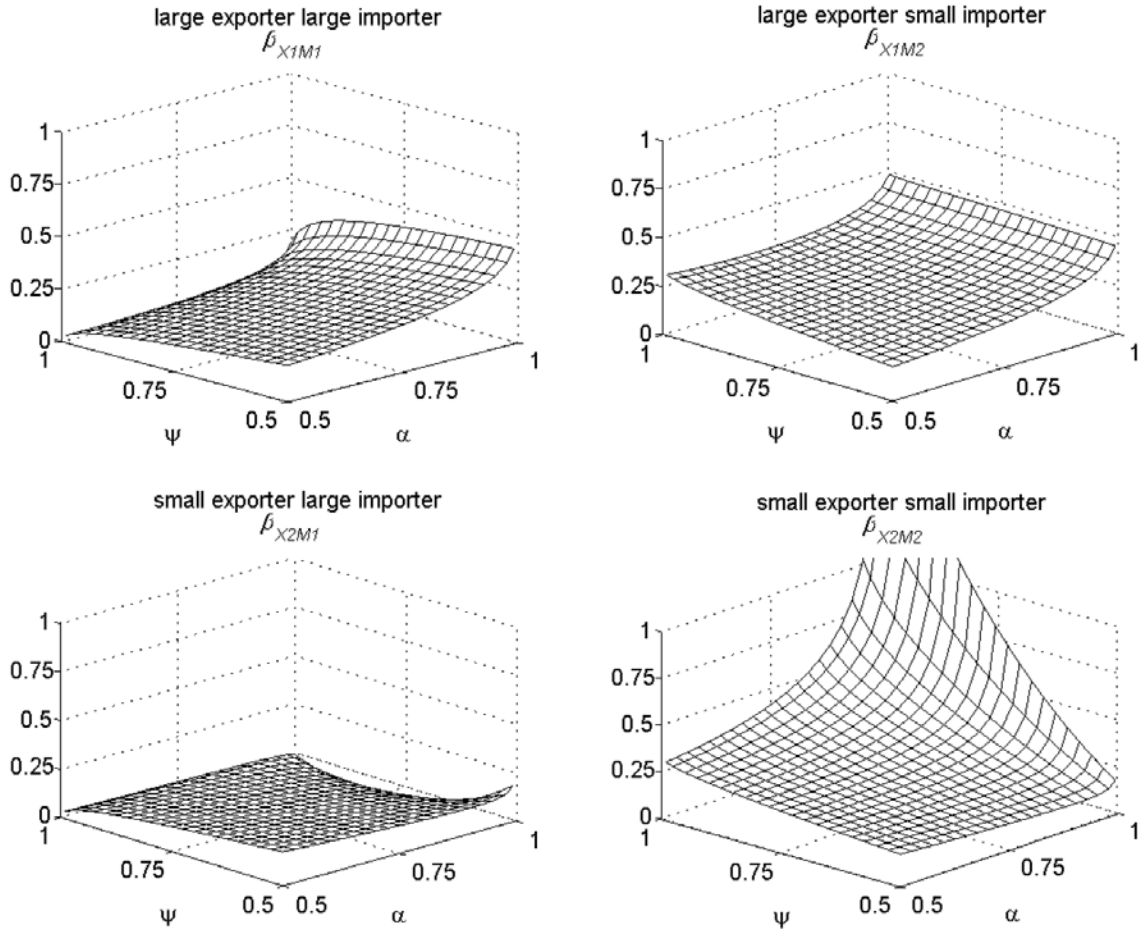 large exporter large importer
β_X1M1
1
0.75
0.5
0.25
0
1
0.75
0.5
0.5
0.75
1
ψ
α
large exporter small importer
β_X1M2
1
0.75
0.5
0.25
0
1
0.75
0.5
0.5
0.75
1
ψ
α
small exporter large importer
β_X2M1
1
0.75
0.5
0.25
0
1
0.75
0.5
0.5
0.75
1
ψ
α
small exporter small importer
β_X2M2
1
0.75
0.5
0.25
0
1
0.75
0.5
0.5
0.75
1
ψ
α